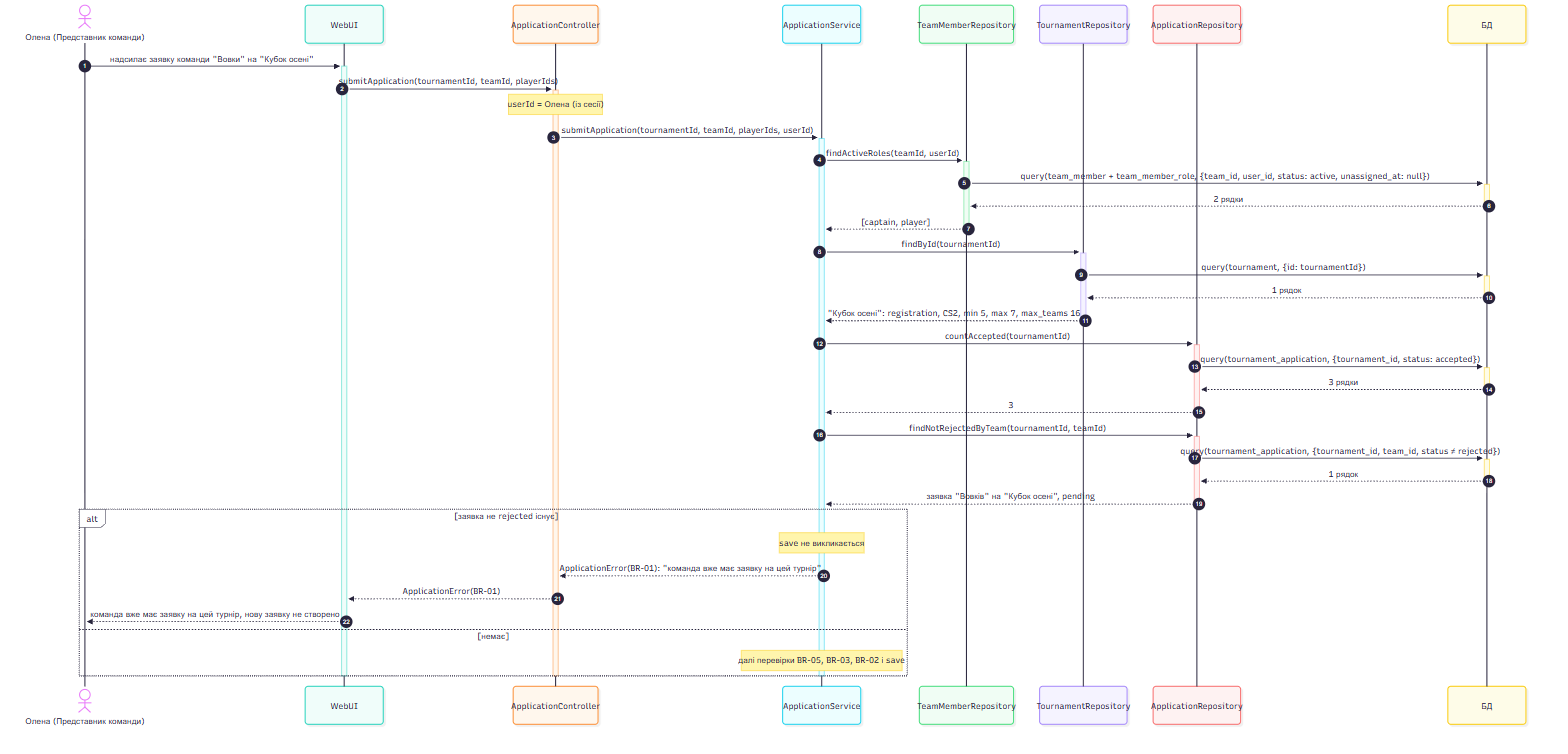 Олена (Представник команди)
WebUI
ApplicationController
ApplicationService
TeamMemberRepository
TournamentRepository
ApplicationRepository
БД
1
надсилає заявку команди "Вовки" на "Кубок осені"
2
submitApplication(tournamentId, teamId, playerIds)
userId = Олена (із сесії)
3
submitApplication(tournamentId, teamId, playerIds, userId)
4
findActiveRoles(teamId, userId)
5
query(team_member + team_member_role, {team_id, user_id, status: active, unassigned_at: null})
2 рядки
6
[captain, player]
7
8
findById(tournamentId)
9
query(tournament, {id: tournamentId})
1 рядок
10
"Кубок осені": registration, CS2, min 5, max 7, max_teams 16
11
12
countAccepted(tournamentId)
13
query(tournament_application, {tournament_id, status: accepted})
3 рядки
14
3
15
16
findNotRejectedByTeam(tournamentId, teamId)
17
query(tournament_application, {tournament_id, team_id, status ≠ rejected})
1 рядок
18
заявка "Вовків" на "Кубок осені", pending
19
alt
[заявка не rejected існує]
save не викликається
ApplicationError(BR-01): "команда вже має заявку на цей турнір"
20
ApplicationError(BR-01)
21
команда вже має заявку на цей турнір, нову заявку не створено
22
[немає]
далі перевірки BR-05, BR-03, BR-02 і save
Олена (Представник команди)
WebUI
ApplicationController
ApplicationService
TeamMemberRepository
TournamentRepository
ApplicationRepository
БД